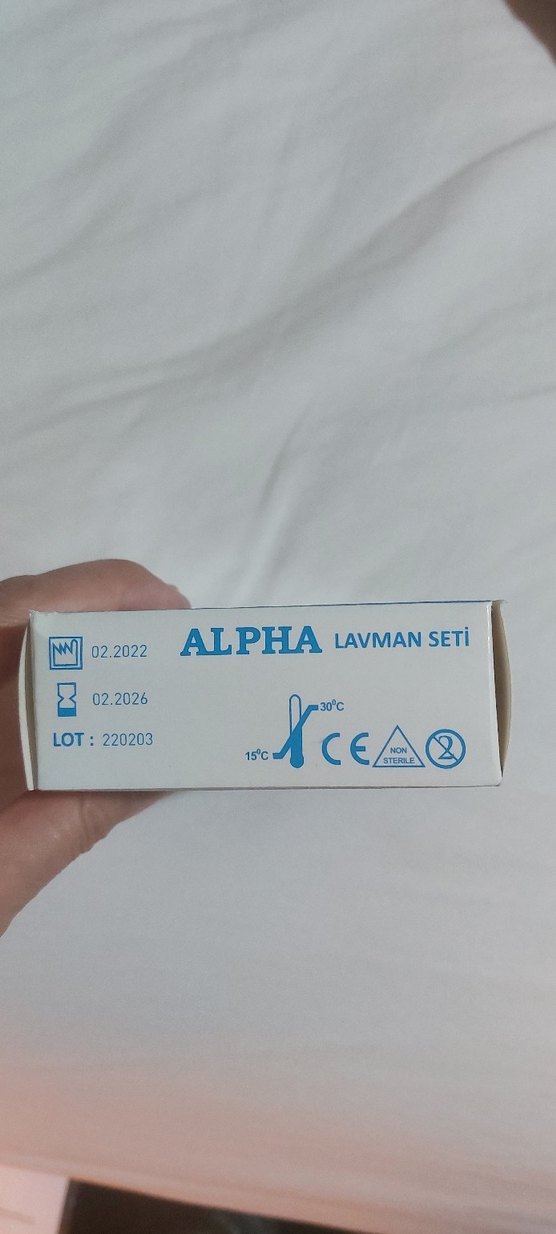 02.2022
ALPHA LAVMAN SETİ
02.2026
LOT : 220203
30°C
15°C
CE
NON
STERILE
2